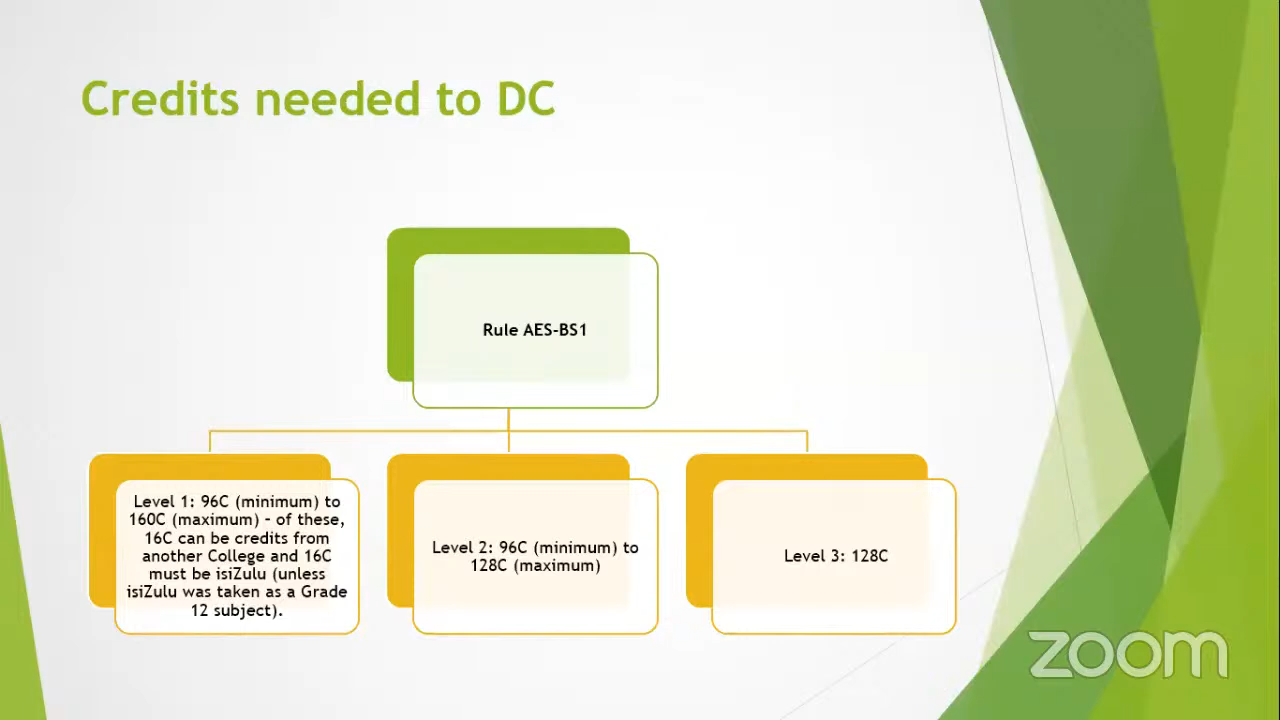 Credits needed to DC
Rule AES-BS1
Level 1: 96C (minimum) to
160C (maximum) – of these,
16C can be credits from
another College and 16C
must be isiZulu (unless
isiZulu was taken as a Grade
12 subject).
Level 2: 96C (minimum) to
128C (maximum)
Level 3: 128C
zoom